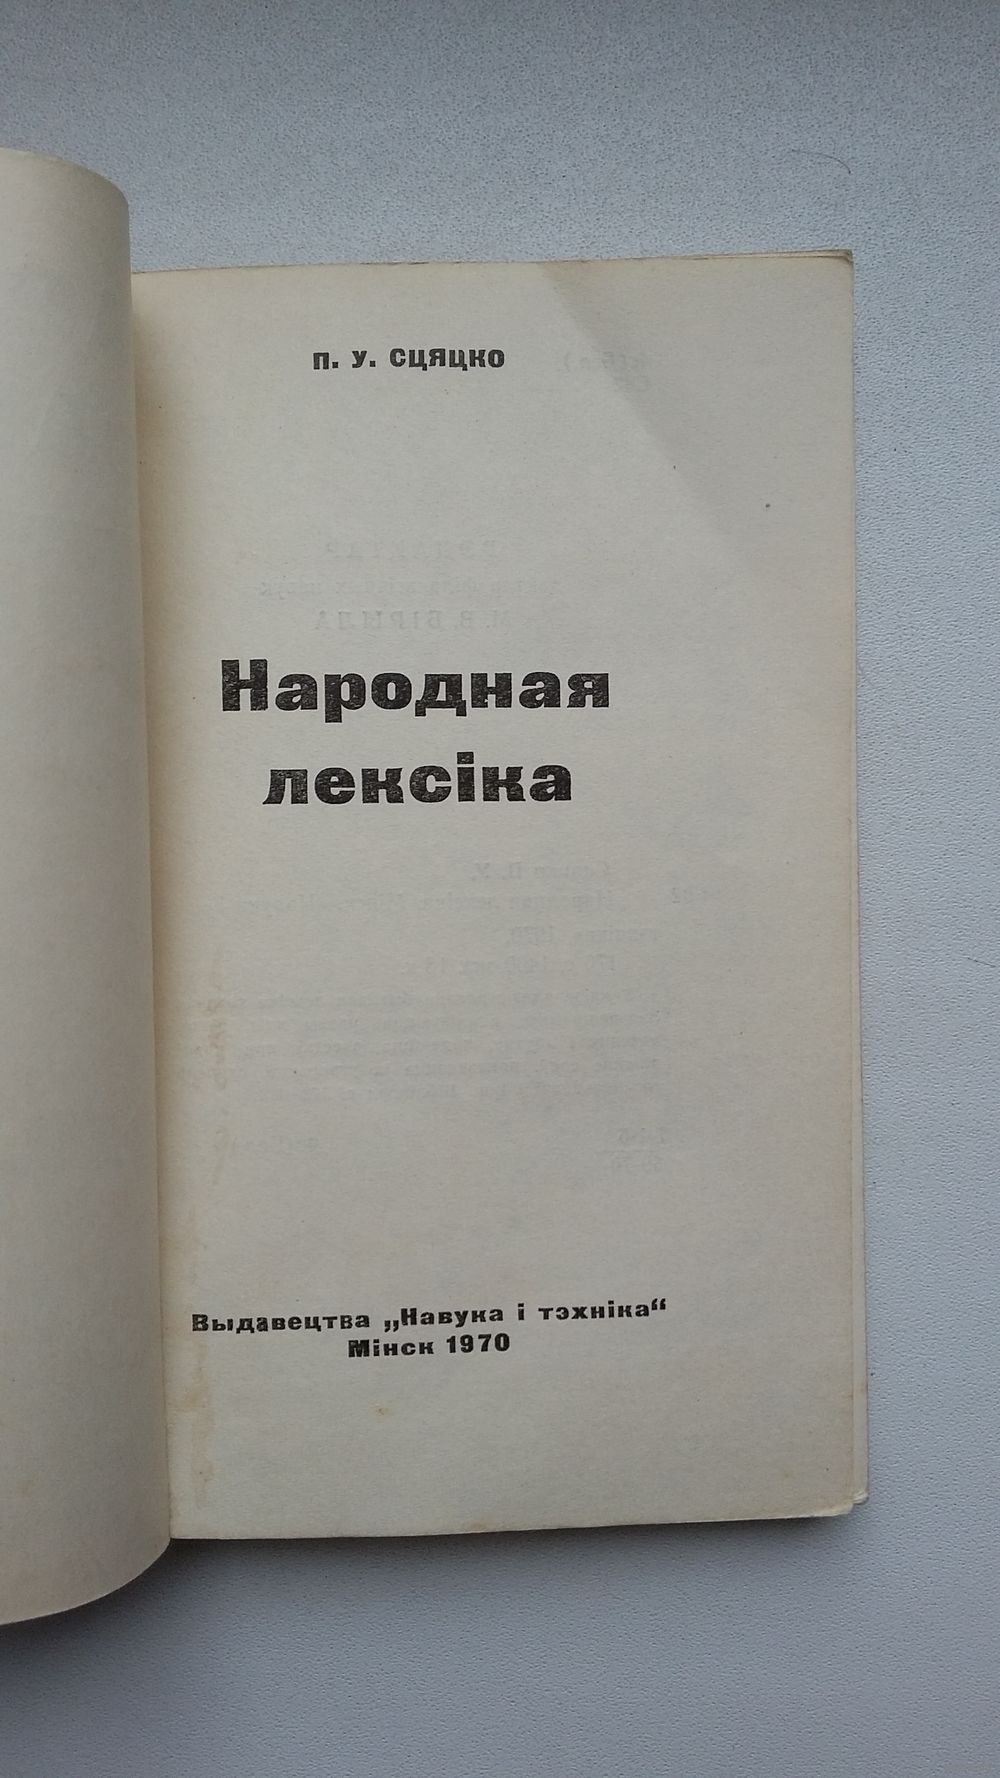 П. У. СЦЯЦКО
Народная
лексіка
Выдавецтва „Навука і тэхніка“
Мінск 1970